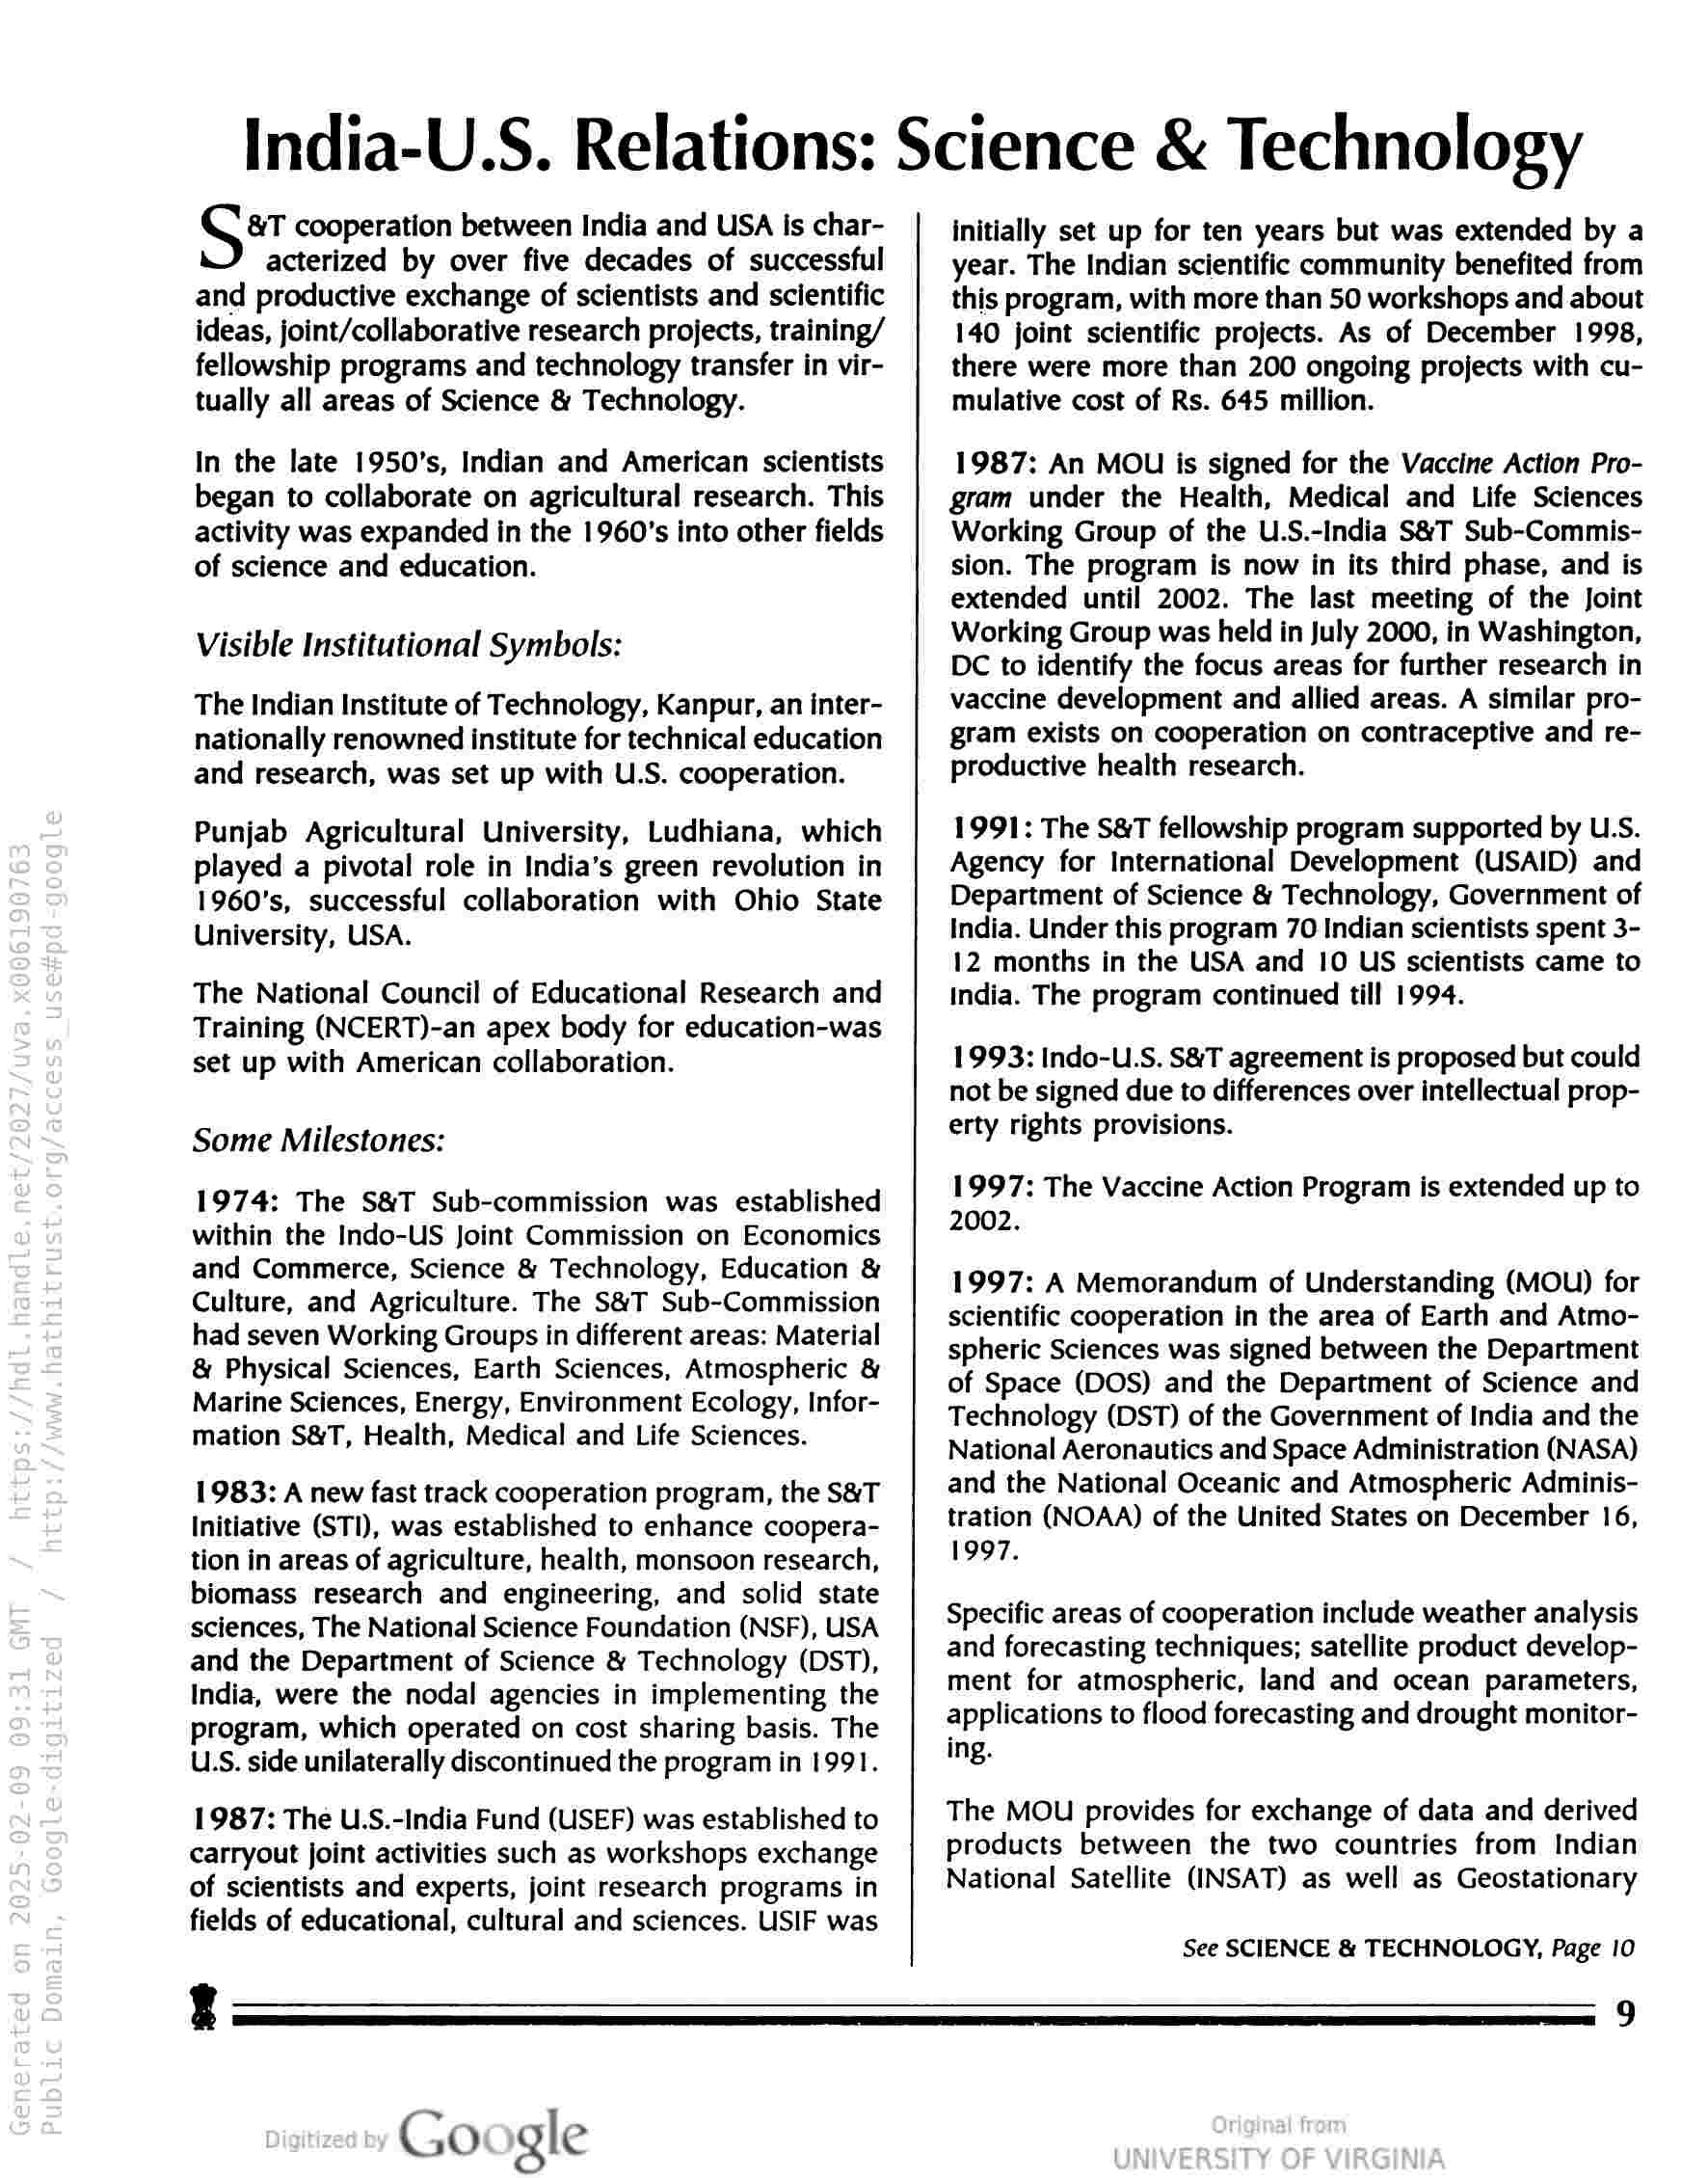 India-U.S. Relations: Science & Technology
S&T cooperation between India and USA is char-
acterized by over five decades of successful
and productive exchange of scientists and scientific
ideas, joint/collaborative research projects, training/
fellowship programs and technology transfer in vir-
tually all areas of Science & Technology.
In the late 1950's, Indian and American scientists
began to collaborate on agricultural research. This
activity was expanded in the 1960's into other fields
of science and education.
Visible Institutional Symbols:
The Indian Institute of Technology, Kanpur, an inter-
nationally renowned institute for technical education
and research, was set up with U.S. cooperation.
Punjab Agricultural University, Ludhiana, which
played a pivotal role in India's green revolution in
1960's, successful collaboration with Ohio State
University, USA.
The National Council of Educational Research and
Training (NCERT)-an apex body for education-was
set up with American collaboration.
Some Milestones:
1974: The S&T Sub-commission was established
within the Indo-US Joint Commission on Economics
and Commerce, Science & Technology, Education &
Culture, and Agriculture. The S&T Sub-Commission
had seven Working Groups in different areas: Material
& Physical Sciences, Earth Sciences, Atmospheric &
Marine Sciences, Energy, Environment Ecology, Infor-
mation S&T, Health, Medical and Life Sciences.
1983: A new fast track cooperation program, the S&T
Initiative (STI), was established to enhance coopera-
tion in areas of agriculture, health, monsoon research,
biomass research and engineering, and solid state
sciences, The National Science Foundation (NSF), USA
and the Department of Science & Technology (DST),
India, were the nodal agencies in implementing the
program, which operated on cost sharing basis. The
U.S. side unilaterally discontinued the program in 1991.
1987: The U.S.-India Fund (USEF) was established to
carryout joint activities such as workshops exchange
of scientists and experts, joint research programs in
fields of educational, cultural and sciences. USIF was
initially set up for ten years but was extended by a
year. The Indian scientific community benefited from
this program, with more than 50 workshops and about
140 joint scientific projects. As of December 1998,
there were more than 200 ongoing projects with cu-
mulative cost of Rs. 645 million.
1987: An MOU is signed for the Vaccine Action Pro-
gram under the Health, Medical and Life Sciences
Working Group of the U.S.-India S&T Sub-Commis-
sion. The program is now in its third phase, and is
extended until 2002. The last meeting of the Joint
Working Group was held in July 2000, in Washington,
DC to identify the focus areas for further research in
vaccine development and allied areas. A similar pro-
gram exists on cooperation on contraceptive and re-
productive health research.
1991: The S&T fellowship program supported by U.S.
Agency for International Development (USAID) and
Department of Science & Technology, Government of
India. Under this program 70 Indian scientists spent 3-
12 months in the USA and 10 US scientists came to
India. The program continued till 1994.
1993: Indo-U.S. S&T agreement is proposed but could
not be signed due to differences over intellectual prop-
erty rights provisions.
1997: The Vaccine Action Program is extended up to
2002.
1997: A Memorandum of Understanding (MOU) for
scientific cooperation in the area of Earth and Atmo-
spheric Sciences was signed between the Department
of Space (DOS) and the Department of Science and
Technology (DST) of the Government of India and the
National Aeronautics and Space Administration (NASA)
and the National Oceanic and Atmospheric Adminis-
tration (NOAA) of the United States on December 16,
1997.
Specific areas of cooperation include weather analysis
and forecasting techniques; satellite product develop-
ment for atmospheric, land and ocean parameters,
applications to flood forecasting and drought monitor-
ing.
The MOU provides for exchange of data and derived
products between the two countries from Indian
National Satellite (INSAT) as well as Geostationary
See SCIENCE & TECHNOLOGY, Page 10
9
Generated on 2025-02-09 09:31 GMT / https://hdl.handle.net/2027/uva.x006190763
Public Domain, Google-digitized / http://www.hathitrust.org/access_use#pd-google
Digitized by Google
Original from
UNIVERSITY OF VIRGINIA